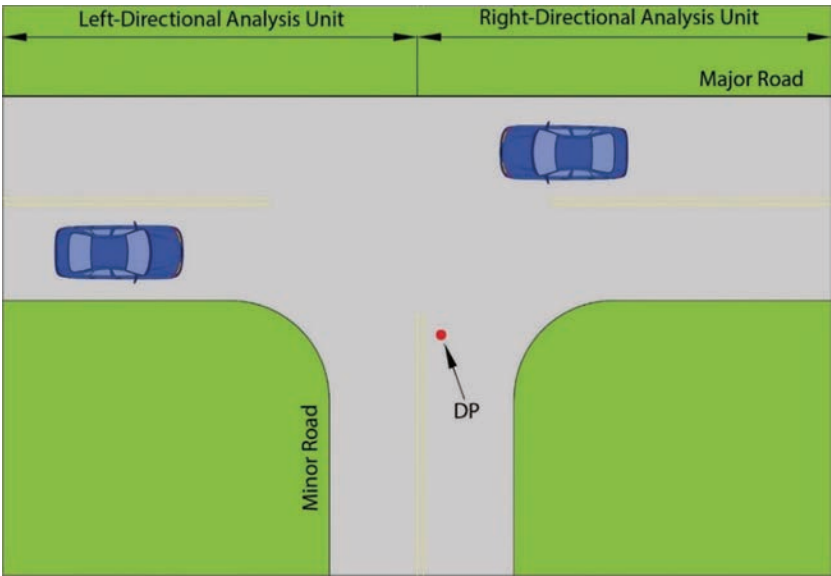 Left-Directional Analysis Unit
Right-Directional Analysis Unit
Major Road
DP
Minor Road